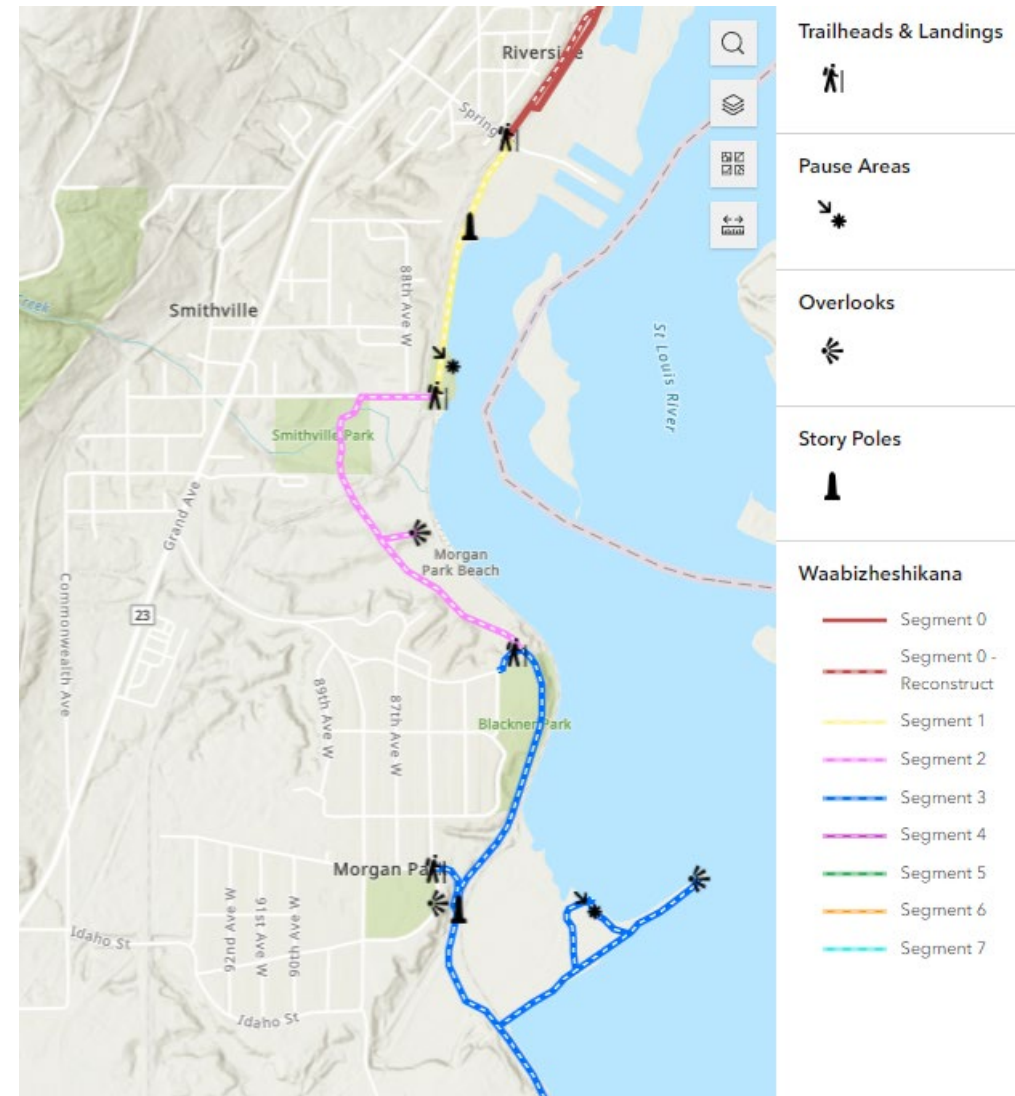 Riverside
Spring
88th Ave W
Smithville
Creek
St Louis River
Smithville Park
Grand Ave
Morgan
Park Beach
Commonwealth Ave
23
89th Ave W
87th Ave W
Blackner Park
Morgan Pa
92nd Ave W
91st Ave W
90th Ave W
Idaho St
Idaho St
Trailheads & Landings
Pause Areas
Overlooks
Story Poles
Waabizheshikana
Segment 0
Segment 0 -
Reconstruct
Segment 1
Segment 2
Segment 3
Segment 4
Segment 5
Segment 6
Segment 7